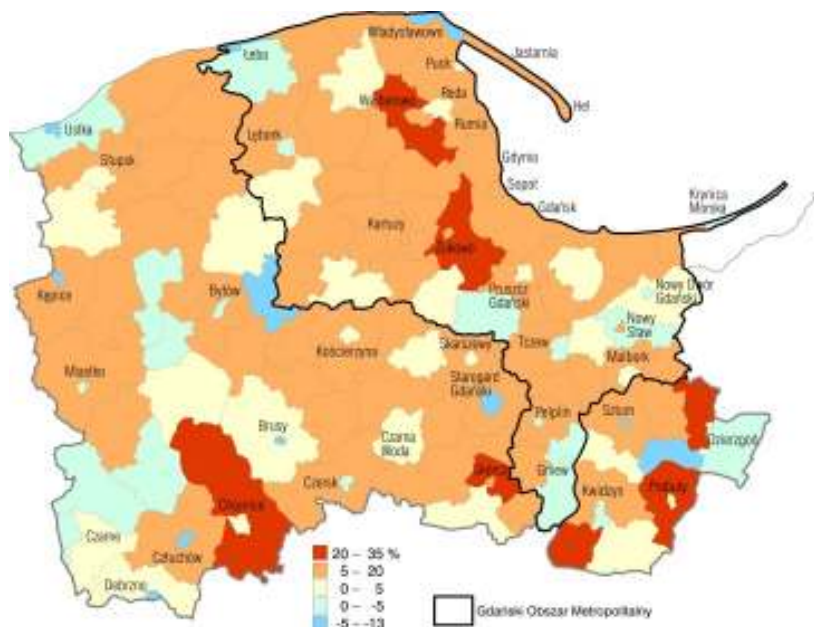 Władysławowo
Jastarnia
Łeba
Puck
Hel
Wejherowo
Reda
Rumia
Ustka
Lębork
Słupsk
Gdynia
Sopot
Krynica
Morska
Gdańsk
Kartuzy
Żukowo
Kępice
Bytów
Pruszcz
Gdański
Nowy Dwór
Gdański
Nowy
Staw
Kościerzyna
Skarszewy
Tczew
Malbork
Miastko
Starogard
Gdański
Brusy
Czarna
Woda
Pelplin
Sztum
Dzierzgoń
Czersk
Skórcz
Gniew
Kwidzyn
Prabuty
Chojnice
Czarne
Człuchów
Debrzno
20 – 35 %
5 – 20
0 – 5
0 – -5
-5 – -13
Gdański Obszar Metropolitalny